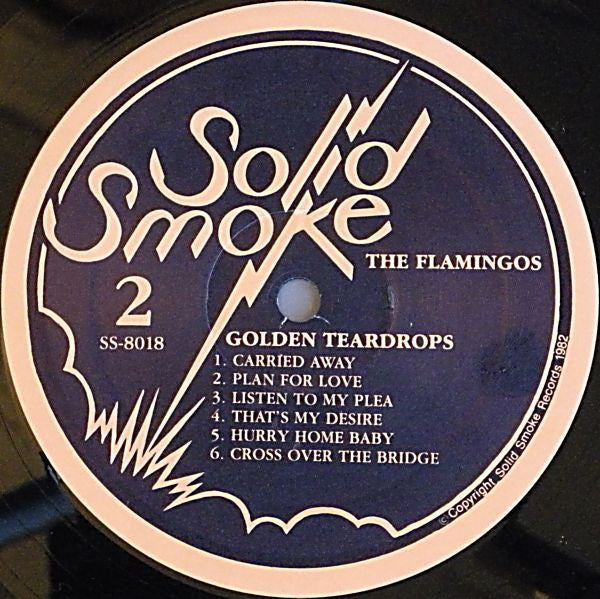 Solid
Smoke
THE FLAMINGOS
2
SS-8018
GOLDEN TEARDROPS
1. CARRIED AWAY
2. PLAN FOR LOVE
3. LISTEN TO MY PLEA
4. THAT'S MY DESIRE
5. HURRY HOME BABY
6. CROSS OVER THE BRIDGE
© Copyright Solid Smoke Records 1982